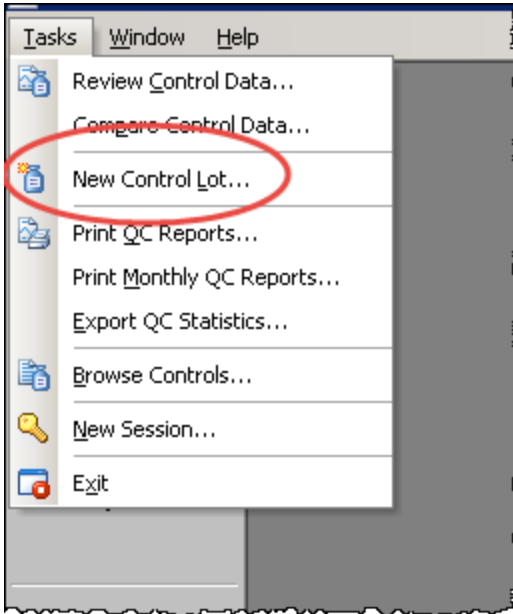 Tasks Window Help
Review Control Data...
Compare Control Data...
New Control Lot...
Print QC Reports...
Print Monthly QC Reports...
Export QC Statistics...
Browse Controls...
New Session...
Exit